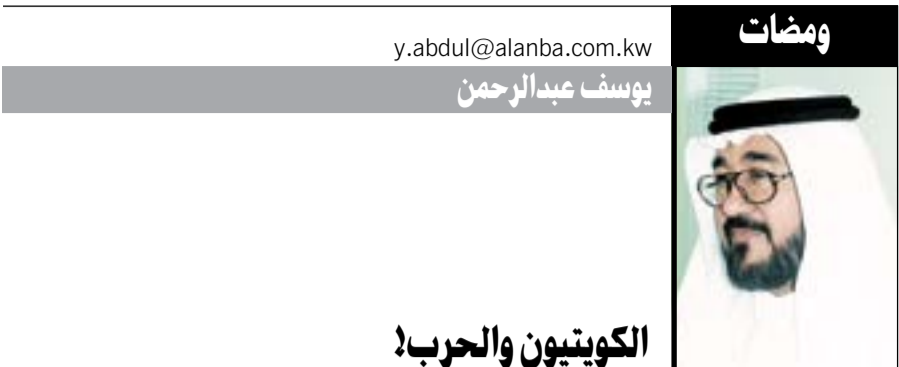 ومضات
y.abdul@alanba.com.kw
يوسف عبدالرحمن
الكويتيون والحرب!